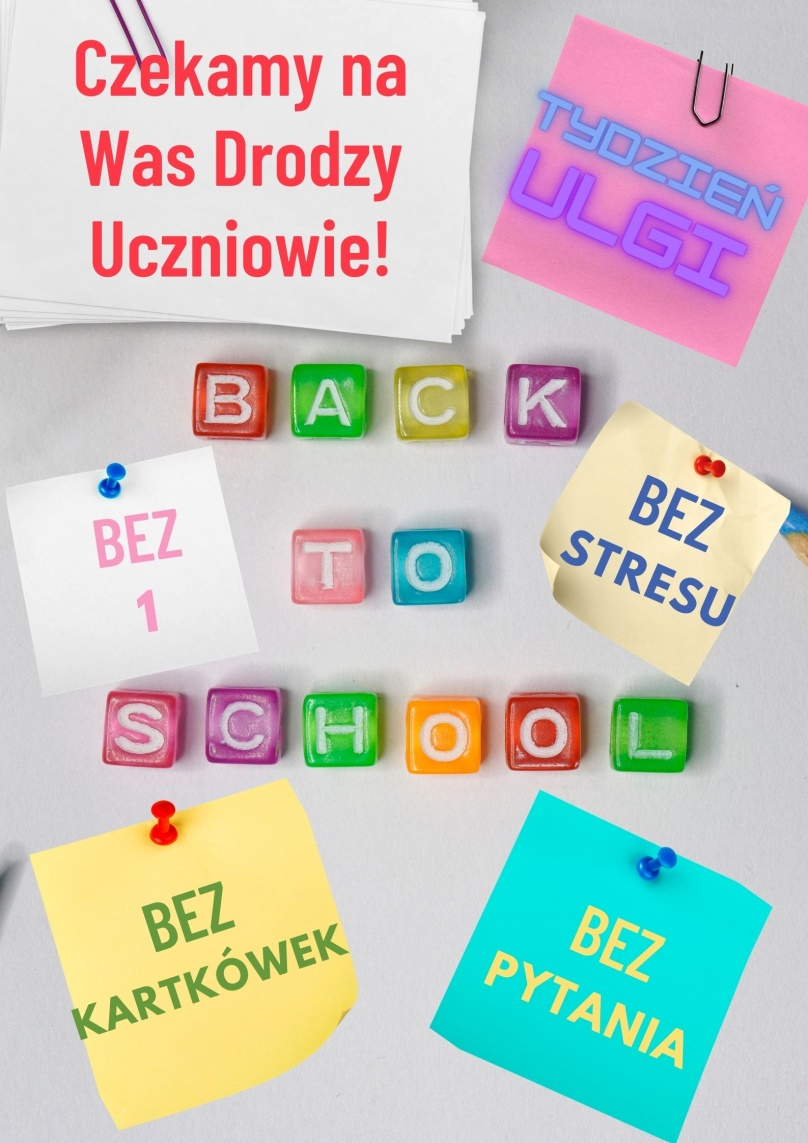 Czekamy na
Was Drodzy
Uczniowie!
TYDZIEŃ
ULGI
BACK
BEZ
1
TO
BEZ
STRESU
SCHOOL
BEZ
KARTKÓWEK
BEZ
PYTANIA